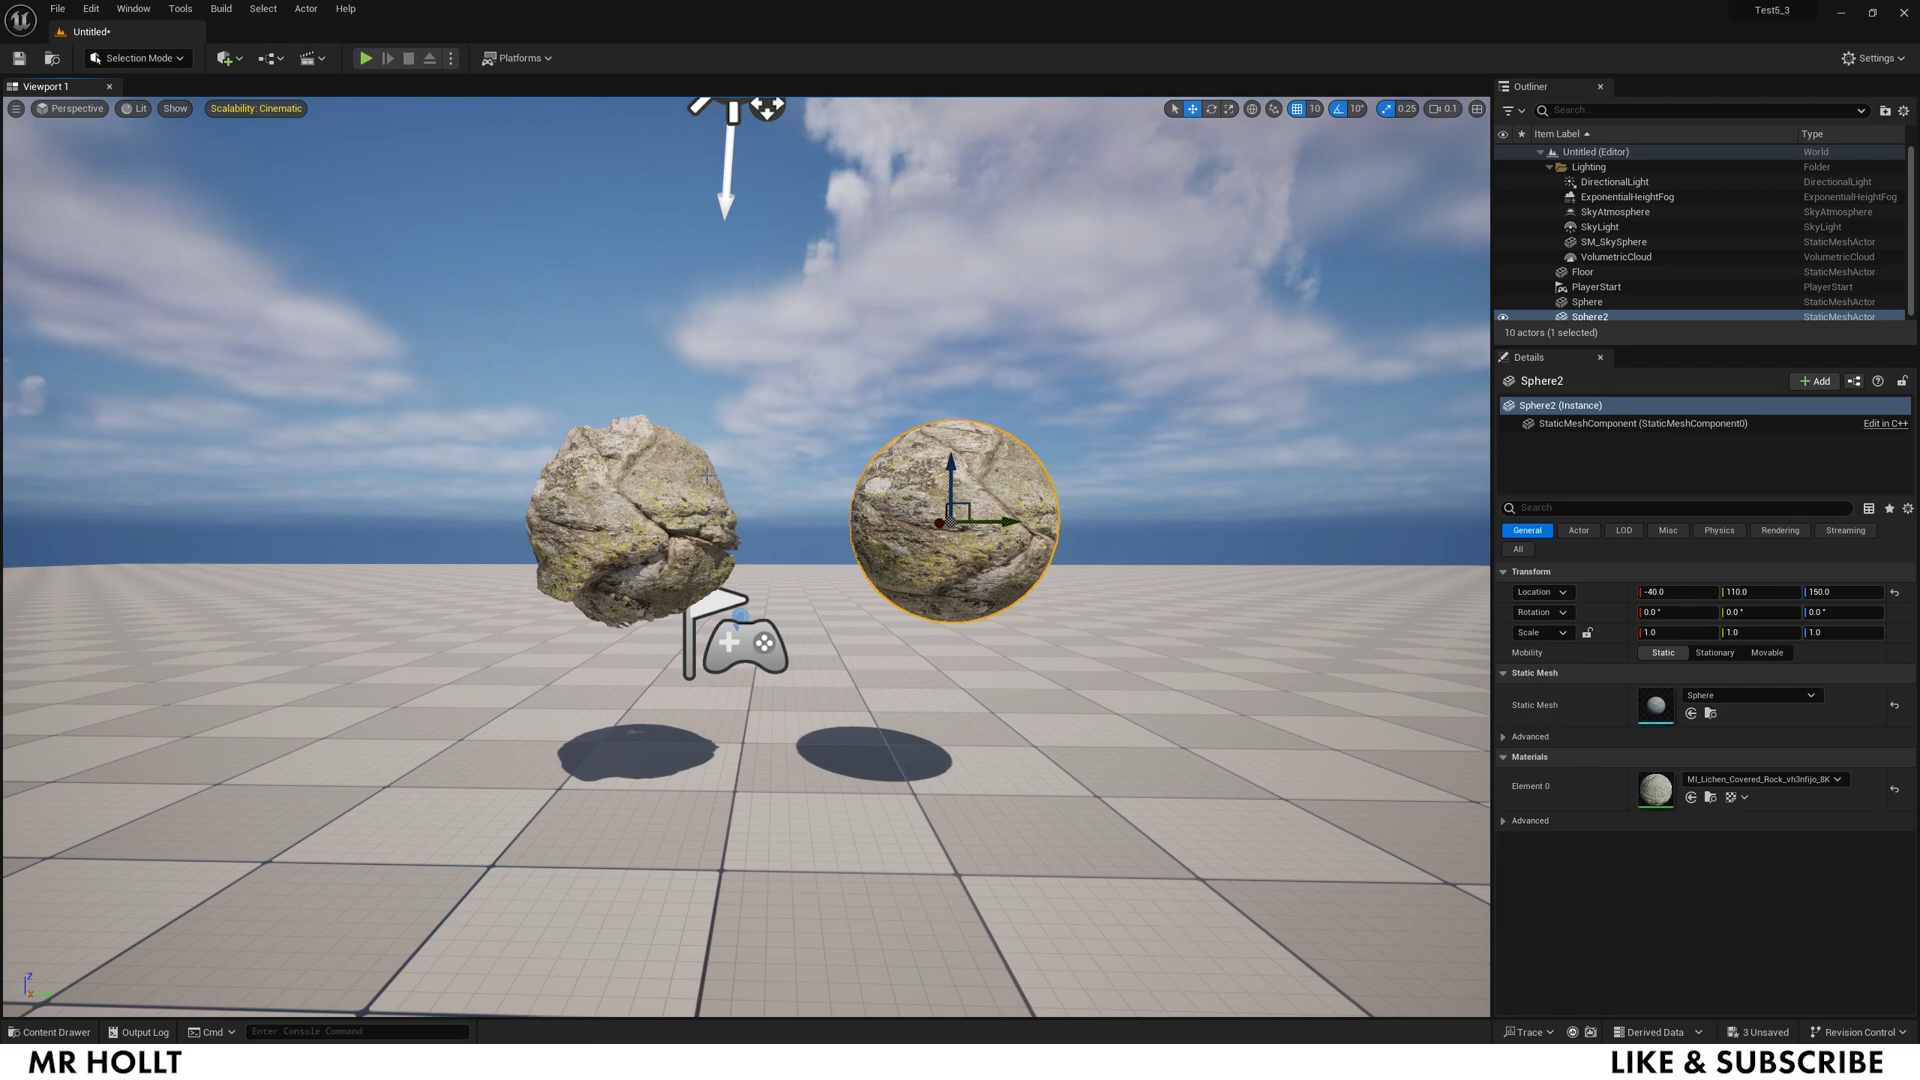 File Edit Window Tools Build Select Actor Help
Test5_3
Untitled*
Selection Mode
Platforms
Settings
Viewport 1
Perspective Lit Show Scalability: Cinematic
10 10° 0.25 0.1
Outliner
Search...
Item Label Type
Untitled (Editor) World
Lighting Folder
DirectionalLight DirectionalLight
ExponentialHeightFog ExponentialHeightFog
SkyAtmosphere SkyAtmosphere
SkyLight SkyLight
SM_SkySphere StaticMeshActor
VolumetricCloud VolumetricCloud
Floor StaticMeshActor
PlayerStart PlayerStart
Sphere StaticMeshActor
Sphere2 StaticMeshActor
10 actors (1 selected)
Details
Sphere2
Add
Sphere2 (Instance)
StaticMeshComponent (StaticMeshComponent0) Edit in C++
Search
General Actor LOD Misc Physics Rendering Streaming
All
Transform
Location -40.0 110.0 150.0
Rotation 0.0 ° 0.0 ° 0.0 °
Scale 1.0 1.0 1.0
Mobility Static Stationary Movable
Static Mesh
Static Mesh Sphere
Advanced
Materials
Element 0 MI_Lichen_Covered_Rock_vh3nfijo_8K
Advanced
Z
X
Content Drawer Output Log Cmd Enter Console Command
Trace Derived Data 3 Unsaved Revision Control
MR HOLLT
LIKE & SUBSCRIBE